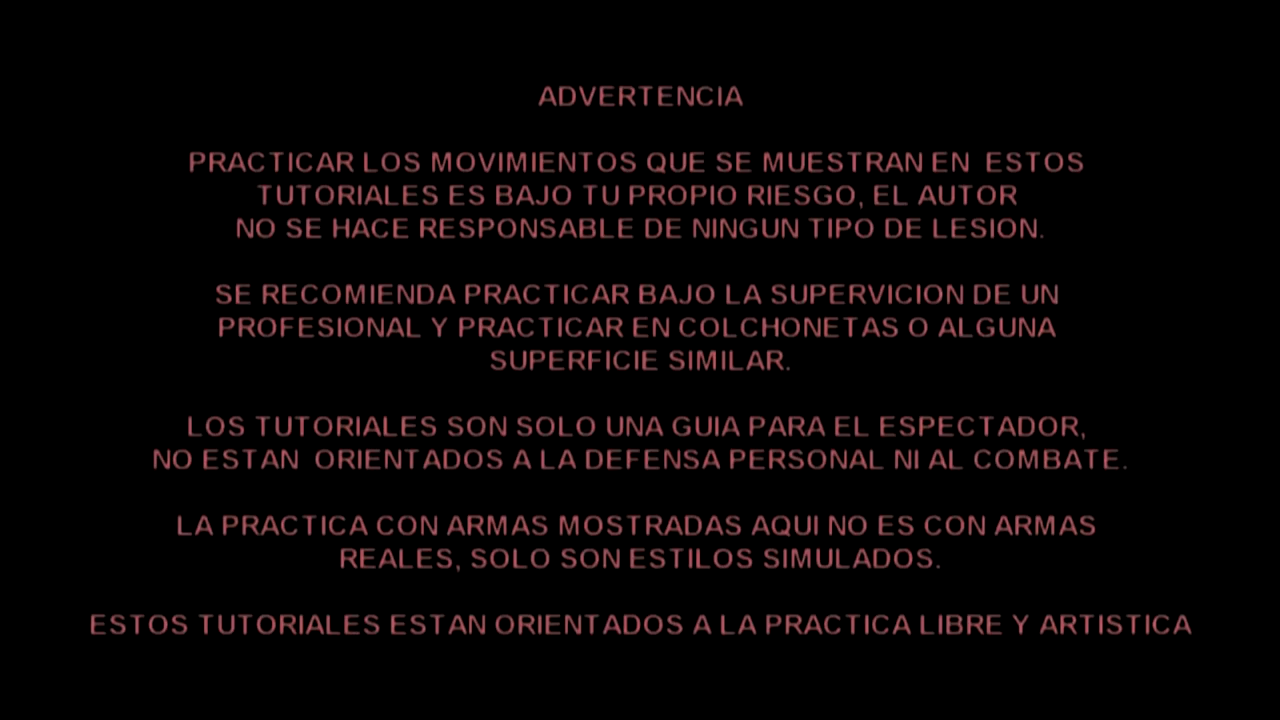 ADVERTENCIA
PRACTICAR LOS MOVIMIENTOS QUE SE MUESTRAN EN ESTOS
TUTORIALES ES BAJO TU PROPIO RIESGO, EL AUTOR
NO SE HACE RESPONSABLE DE NINGUN TIPO DE LESION.
SE RECOMIENDA PRACTICAR BAJO LA SUPERVICION DE UN
PROFESIONAL Y PRACTICAR EN COLCHONETAS O ALGUNA
SUPERFICIE SIMILAR.
LOS TUTORIALES SON SOLO UNA GUIA PARA EL ESPECTADOR,
NO ESTAN ORIENTADOS A LA DEFENSA PERSONAL NI AL COMBATE.
LA PRACTICA CON ARMAS MOSTRADAS AQUI NO ES CON ARMAS
REALES, SOLO SON ESTILOS SIMULADOS.
ESTOS TUTORIALES ESTAN ORIENTADOS A LA PRACTICA LIBRE Y ARTISTICA